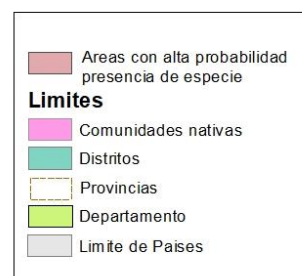 Areas con alta probabilidad
presencia de especie
Limites
Comunidades nativas
Distritos
Provincias
Departamento
Limite de Paises